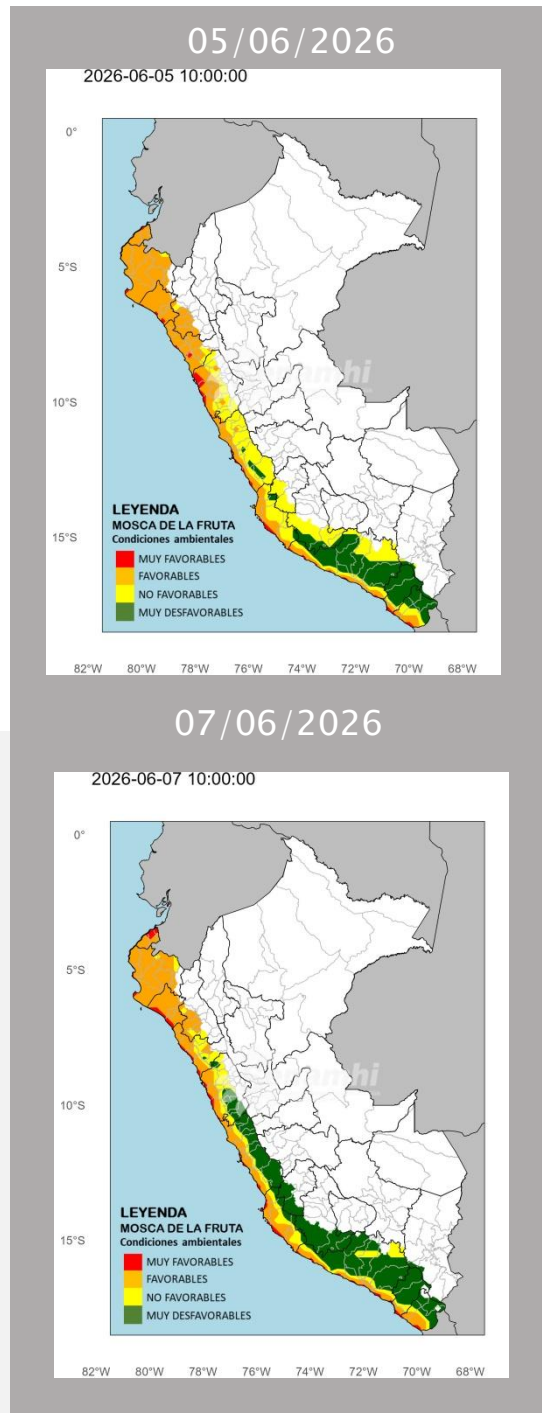 05/06/2026
2026-06-05 10:00:00
0°
5°S
10°S
15°S
LEYENDA
MOSCA DE LA FRUTA
Condiciones ambientales
MUY FAVORABLES
FAVORABLES
NO FAVORABLES
MUY DESFAVORABLES
82°W 80°W 78°W 76°W 74°W 72°W 70°W 68°W
07/06/2026
2026-06-07 10:00:00
0°
5°S
10°S
15°S
LEYENDA
MOSCA DE LA FRUTA
Condiciones ambientales
MUY FAVORABLES
FAVORABLES
NO FAVORABLES
MUY DESFAVORABLES
82°W 80°W 78°W 76°W 74°W 72°W 70°W 68°W